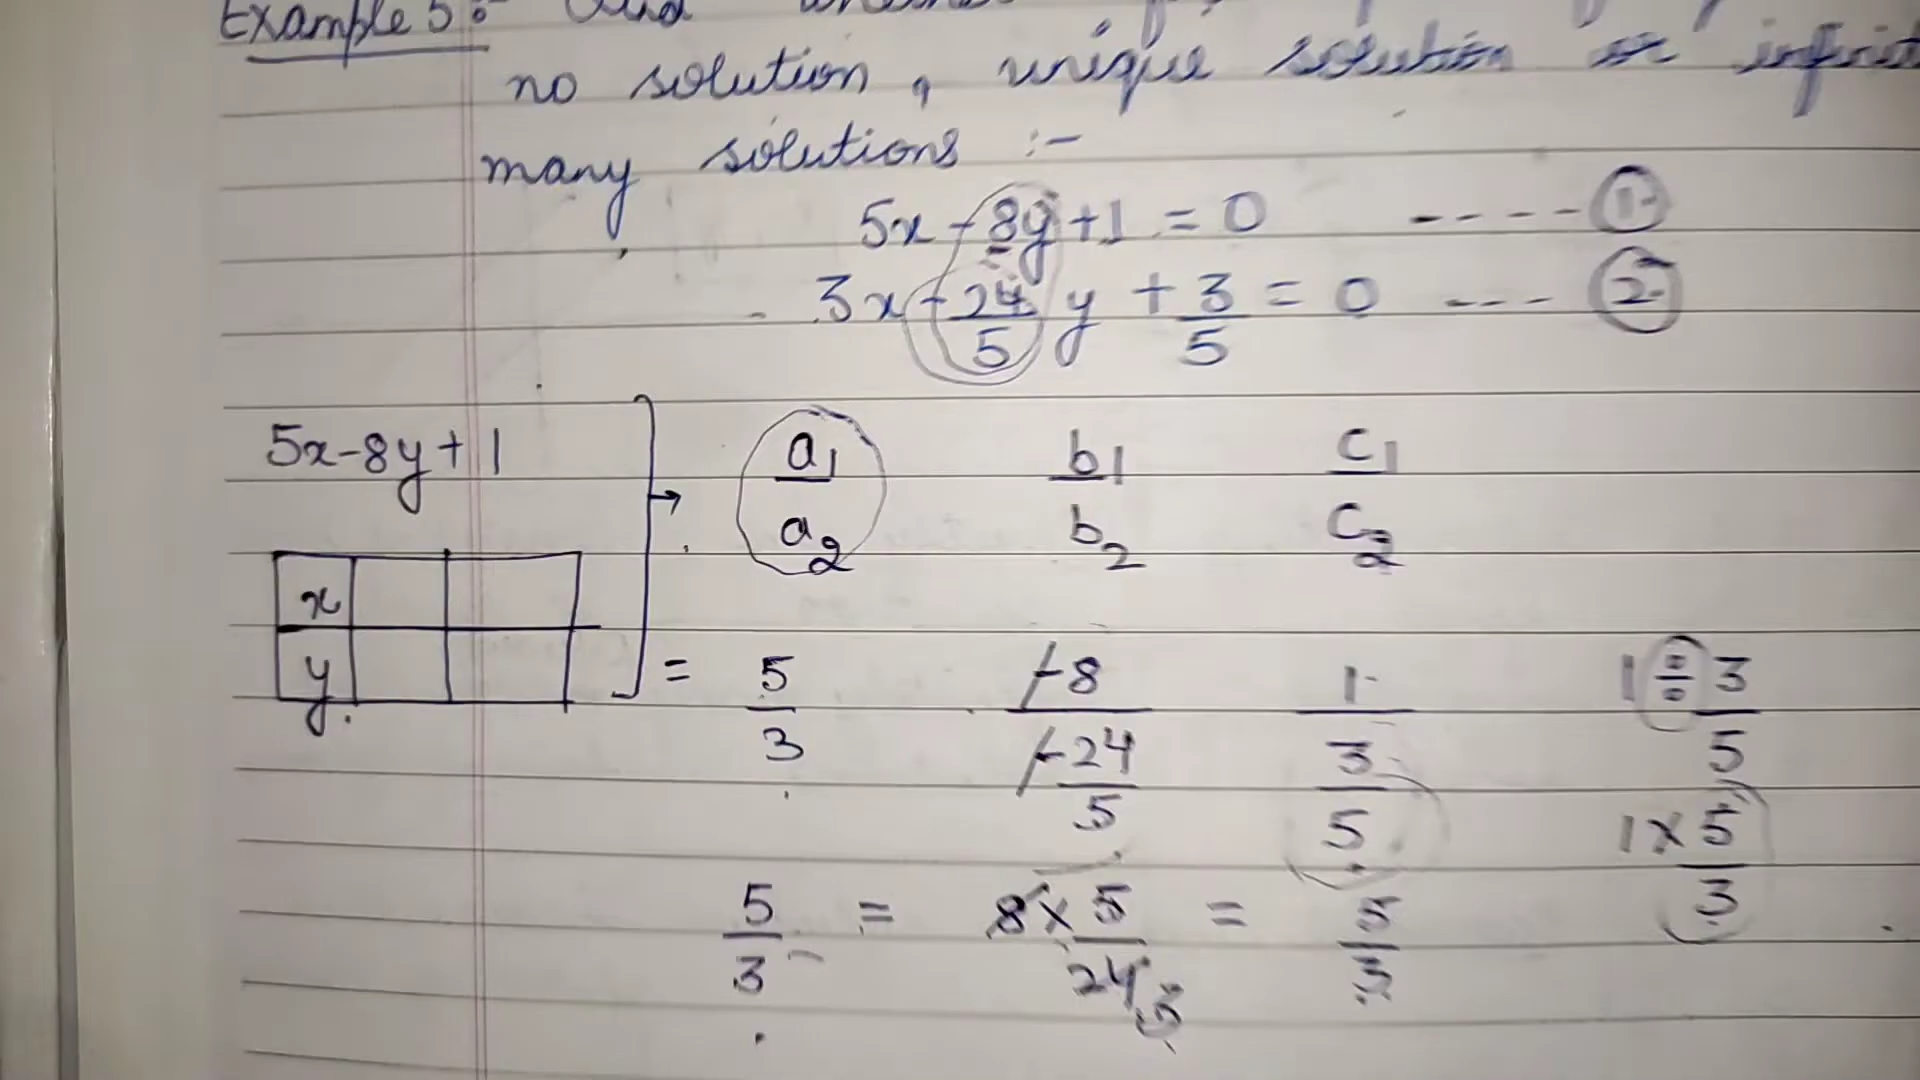 Example 5:-
no solution, unique solution or
many solutions :-
5x - 8y + 1 = 0 ---- 1
3x - 24/5 y + 3/5 = 0 --- 2
5x-8y+1
a1/a2 b1/b2 c1/c2
x
y
= 5/3 -8/(-24/5) 1/(3/5) 1 ÷ 3/5
1 x 5/3
5/3 = 8 x 5/24 3 = 5/3